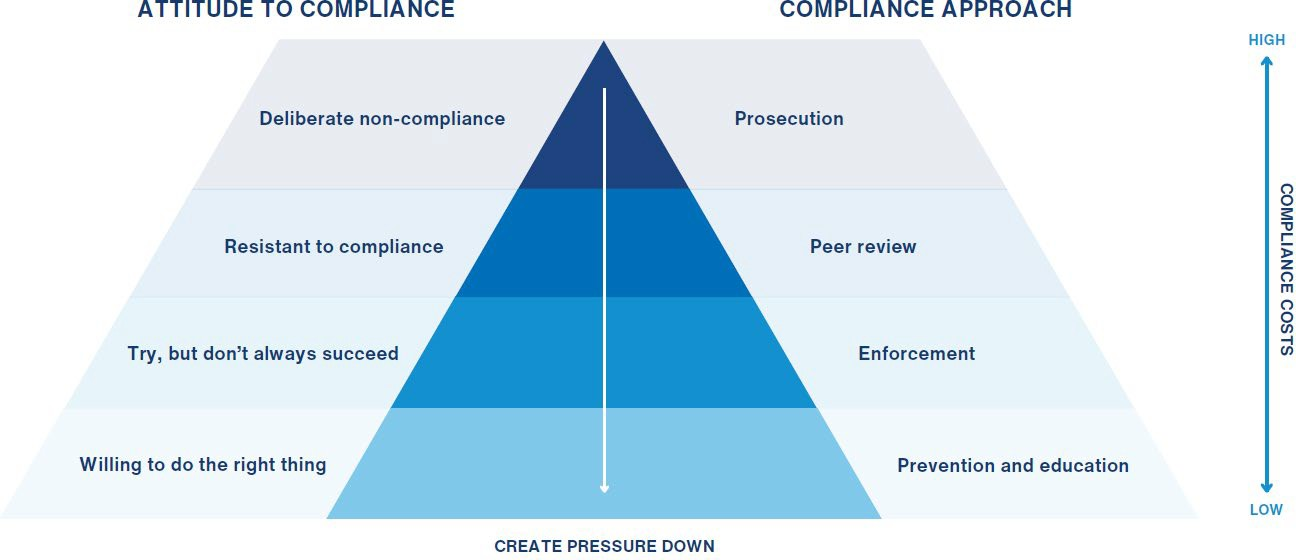 ATTITUDE TO COMPLIANCE
COMPLIANCE APPROACH
HIGH
Deliberate non-compliance
Prosecution
Resistant to compliance
Peer review
COMPLIANCE COSTS
Try, but don’t always succeed
Enforcement
Willing to do the right thing
Prevention and education
LOW
CREATE PRESSURE DOWN